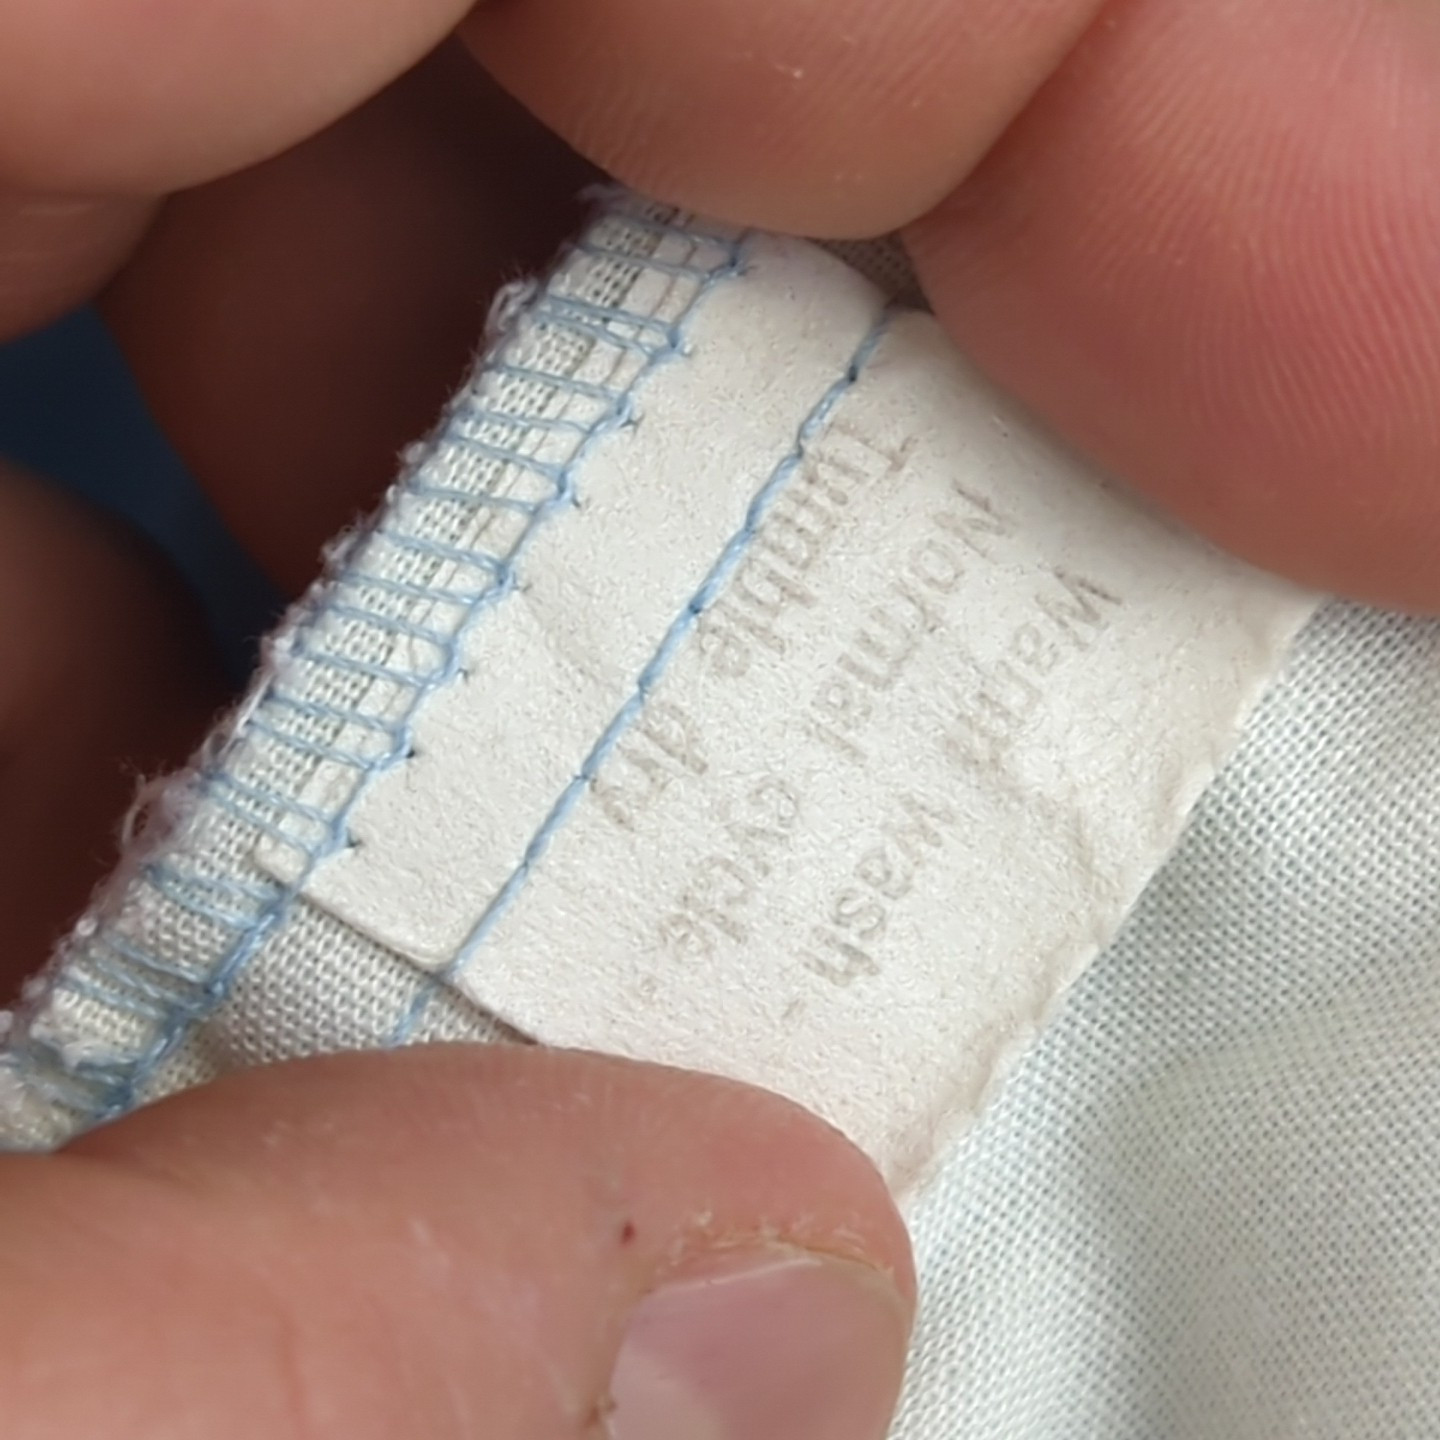 Warm wash
Normal cycle
Tumble dry